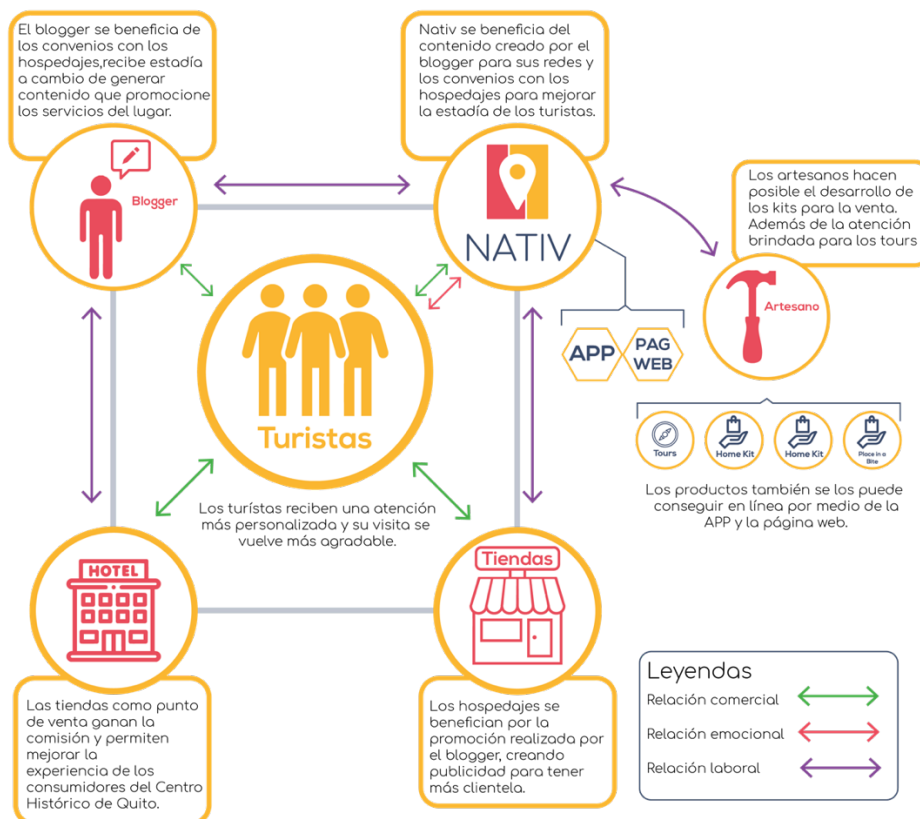 El blogger se beneficia de
los convenios con los
hospedajes,recibe estadía
a cambio de generar
contenido que promocione
los servicios del lugar.
Nativ se beneficia del
contenido creado por el
blogger para sus redes y
los convenios con los
hospedajes para mejorar
la estadía de los turistas.
Blogger
NATIV
Los artesanos hacen
posible el desarrollo de
los kits para la venta.
Además de la atención
brindada para los tours
Artesano
APP
PAG
WEB
Turistas
Tours
Home Kit
Home Kit
Place in a
Bite
Los productos también se los puede
conseguir en línea por medio de la
APP y la página web.
Los turístas reciben una atención
más personalizada y su visita se
vuelve más agradable.
HOTEL
Tiendas
Las tiendas como punto
de venta ganan la
comisión y permiten
mejorar la
experiencia de los
consumidores del Centro
Histórico de Quito.
Los hospedajes se
benefician por la
promoción realizada por
el blogger, creando
publicidad para tener
más clientela.
Leyendas
Relación comercial
Relación emocional
Relación laboral